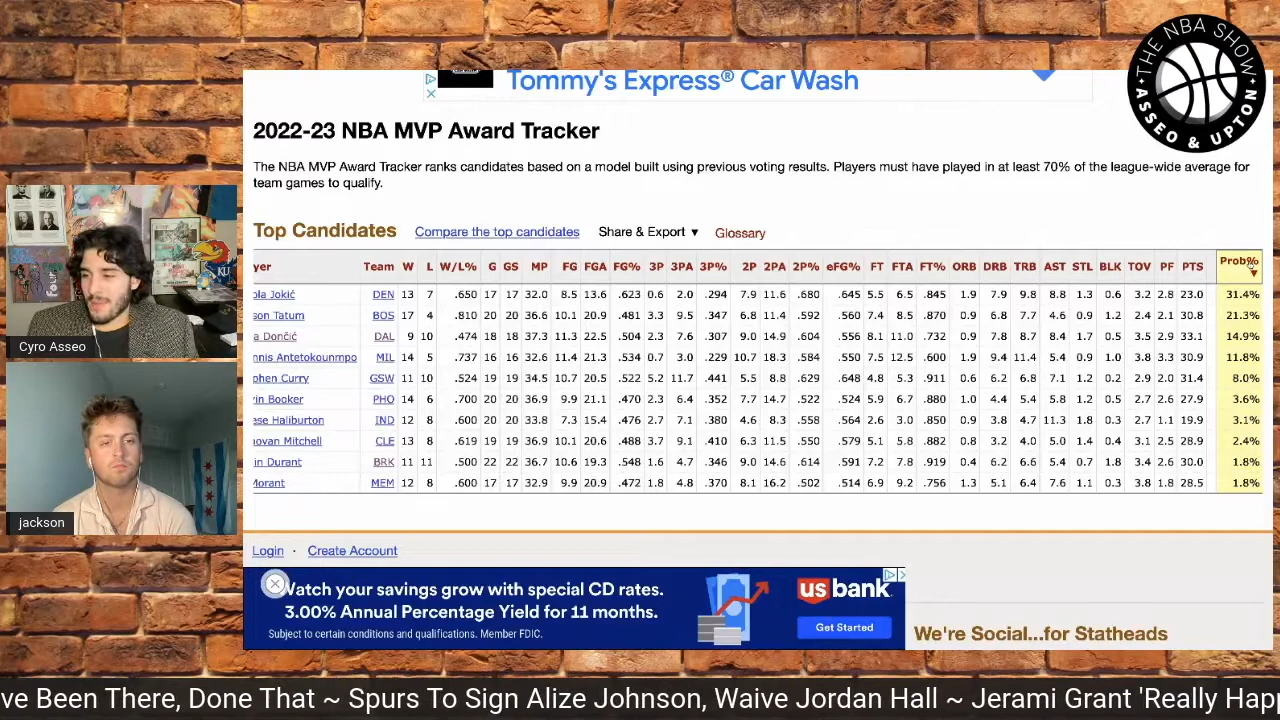 THE NBA SHOW
ASSEO & UPTON
Tommy's Express® Car Wash
2022-23 NBA MVP Award Tracker
The NBA MVP Award Tracker ranks candidates based on a model built using previous voting results. Players must have played in at least 70% of the league-wide average for
team games to qualify.
Top Candidates Compare the top candidates Share & Export ▼ Glossary
yer Team W L W/L% G GS MP FG FGA FG% 3P 3PA 3P% 2P 2PA 2P% eFG% FT FTA FT% ORB DRB TRB AST STL BLK TOV PF PTS Prob%
ola Jokić DEN 13 7 .650 17 17 32.0 8.5 13.6 .623 0.6 2.0 .294 7.9 11.6 .680 .645 5.5 6.5 .845 1.9 7.9 9.8 8.8 1.3 0.6 3.2 2.8 23.0 31.4%
son Tatum BOS 17 4 .810 20 20 36.6 10.1 20.9 .481 3.3 9.5 .347 6.8 11.4 .592 .560 7.4 8.5 .870 0.9 6.8 7.7 4.6 0.9 1.2 2.4 2.1 30.8 21.3%
a Dončić DAL 9 10 .474 18 18 37.3 11.3 22.5 .504 2.3 7.6 .307 9.0 14.9 .604 .556 8.1 11.0 .732 0.9 7.8 8.7 8.4 1.7 0.5 3.5 2.9 33.1 14.9%
nnis Antetokounmpo MIL 14 5 .737 16 16 32.6 11.4 21.3 .534 0.7 3.0 .229 10.7 18.3 .584 .550 7.5 12.5 .600 1.9 9.4 11.4 5.4 0.5 1.0 3.8 3.3 30.9 11.8%
phen Curry GSW 11 10 .524 19 19 34.5 10.7 20.5 .522 5.2 11.7 .441 5.5 8.8 .629 .648 4.8 5.3 .911 0.6 6.2 6.8 7.1 1.2 0.2 2.9 2.0 31.4 8.0%
vin Booker PHO 14 6 .700 20 20 36.9 9.9 21.1 .470 2.3 6.4 .352 7.7 14.7 .522 .524 5.9 6.7 .880 1.0 4.4 5.4 5.8 1.2 0.5 2.7 2.6 27.9 3.6%
ese Haliburton IND 12 8 .600 20 20 33.8 7.3 15.4 .476 2.7 7.1 .380 4.6 8.3 .558 .564 2.6 3.0 .850 0.9 3.8 4.7 11.3 1.8 0.3 2.7 1.1 19.9 3.1%
novan Mitchell CLE 13 8 .619 19 19 36.9 10.1 20.6 .488 3.7 9.1 .410 6.3 11.5 .550 .579 5.1 5.8 .882 0.8 3.2 4.0 5.0 1.4 0.4 3.1 2.5 28.9 2.4%
in Durant BRK 11 11 .500 22 22 36.7 10.6 19.3 .548 1.6 4.7 .346 9.0 14.6 .614 .591 7.2 7.8 .919 0.4 6.2 6.6 5.4 0.7 1.8 3.4 2.6 30.0 1.8%
Morant MEM 12 8 .600 17 17 32.9 9.9 20.9 .472 1.8 4.8 .370 8.1 16.2 .502 .514 6.9 9.2 .756 1.3 5.1 6.4 7.6 1.1 0.3 3.8 1.8 28.5 1.8%
KU
Cyro Asseo
jackson
Login · Create Account
Watch your savings grow with special CD rates.
3.00% Annual Percentage Yield for 11 months.
Subject to certain conditions and qualifications. Member FDIC.
us bank
Get Started
We're Social...for Statheads
ve Been There, Done That ~ Spurs To Sign Alize Johnson, Waive Jordan Hall ~ Jerami Grant 'Really Hap